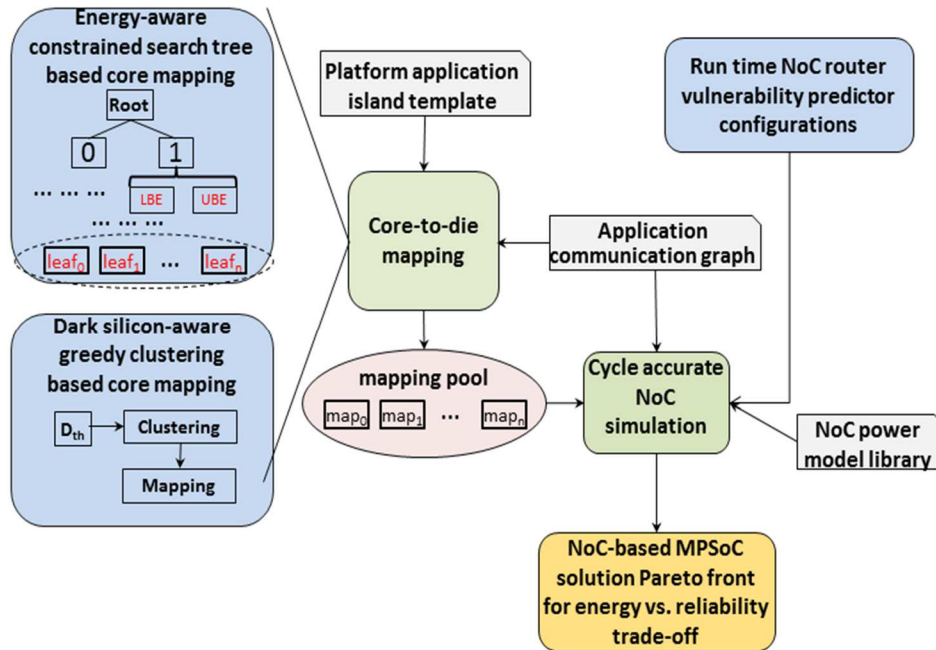 Energy-aware
constrained search tree
based core mapping
Root
0 1
... ... ...
LBE UBE
... ... ...
leaf₀ leaf₁ ... leafₙ
Dark silicon-aware
greedy clustering
based core mapping
Dₜₕ Clustering
Mapping
Platform application
island template
Core-to-die
mapping
Application
communication graph
mapping pool
map₀ map₁ ... mapₙ
Run time NoC router
vulnerability predictor
configurations
Cycle accurate
NoC
simulation
NoC power
model library
NoC-based MPSoC
solution Pareto front
for energy vs. reliability
trade-off